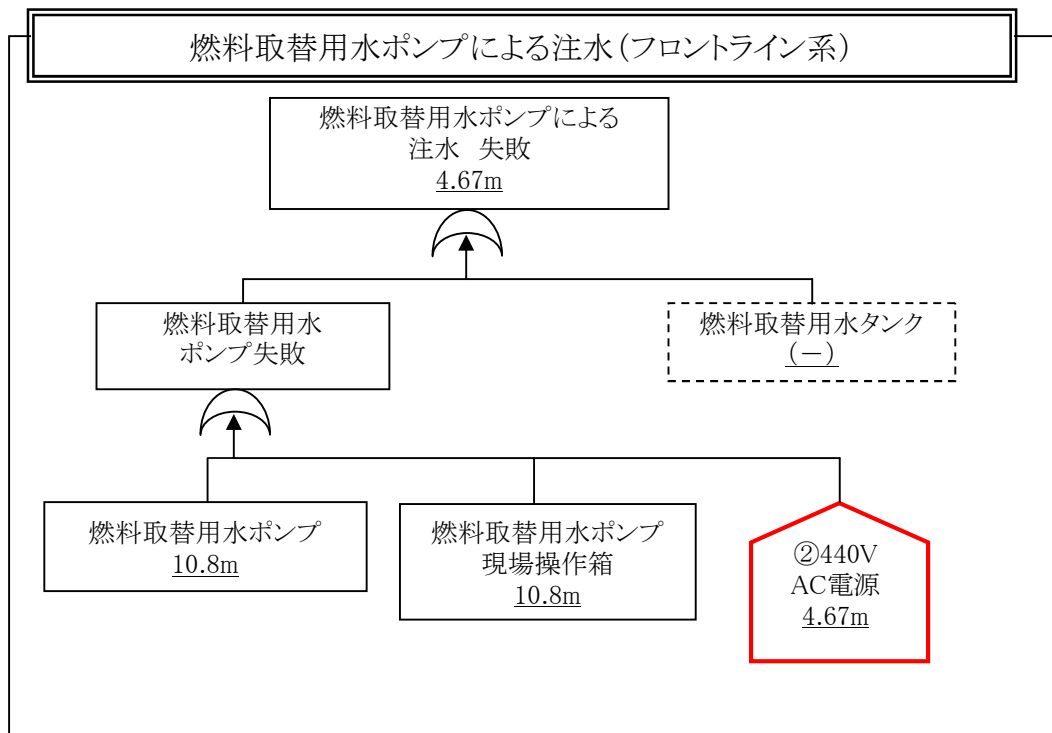 燃料取替用水ポンプによる注水(フロントライン系)
燃料取替用水ポンプによる
注水 失敗
4.67m
燃料取替用水
ポンプ失敗
燃料取替用水タンク
(－)
燃料取替用水ポンプ
10.8m
燃料取替用水ポンプ
現場操作箱
10.8m
②440V
AC電源
4.67m